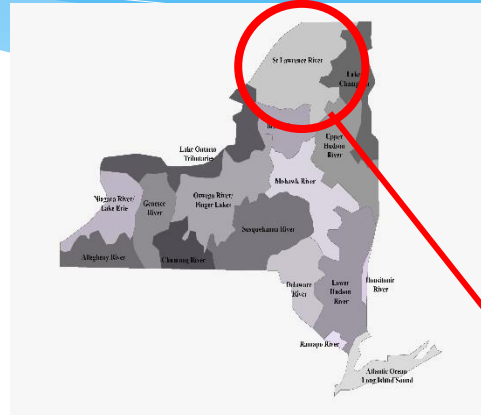 St Lawrence River
Lake
Upper
Hudson
River
Lake Ontario
Tributaries
Mohawk River
Niagara River/
Lake Erie
Genesee
River
Oswego River/
Finger Lakes
Susquehanna River
Allegheny River
Chemung River
Delaware
River
Lower
Hudson
River
Housatonic
River
Ramapo River
Atlantic Ocean
Long Island Sound